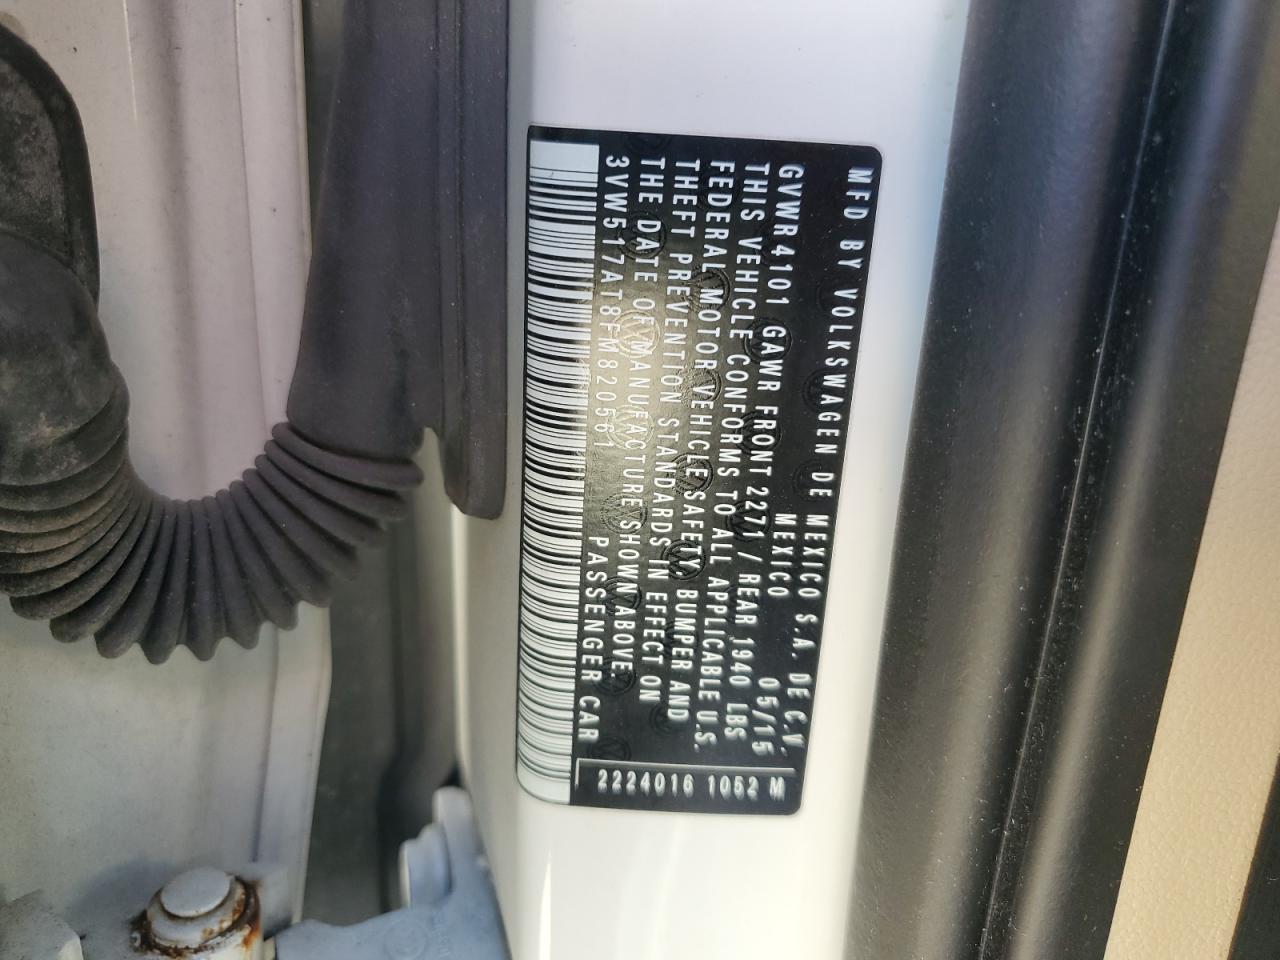 MFD BY VOLKSWAGEN DE MEXICO S.A. DE C.V.
MEXICO 05/15
GVWR 4101 GAWR FRONT 2271 / REAR 1940 LBS
THIS VEHICLE CONFORMS TO ALL APPLICABLE U.S.
FEDERAL MOTOR VEHICLE SAFETY, BUMPER AND
THEFT PREVENTION STANDARDS IN EFFECT ON
THE DATE OF MANUFACTURE SHOWN ABOVE.
3VW517AT8FM820561 PASSENGER CAR
2224016 1052 M